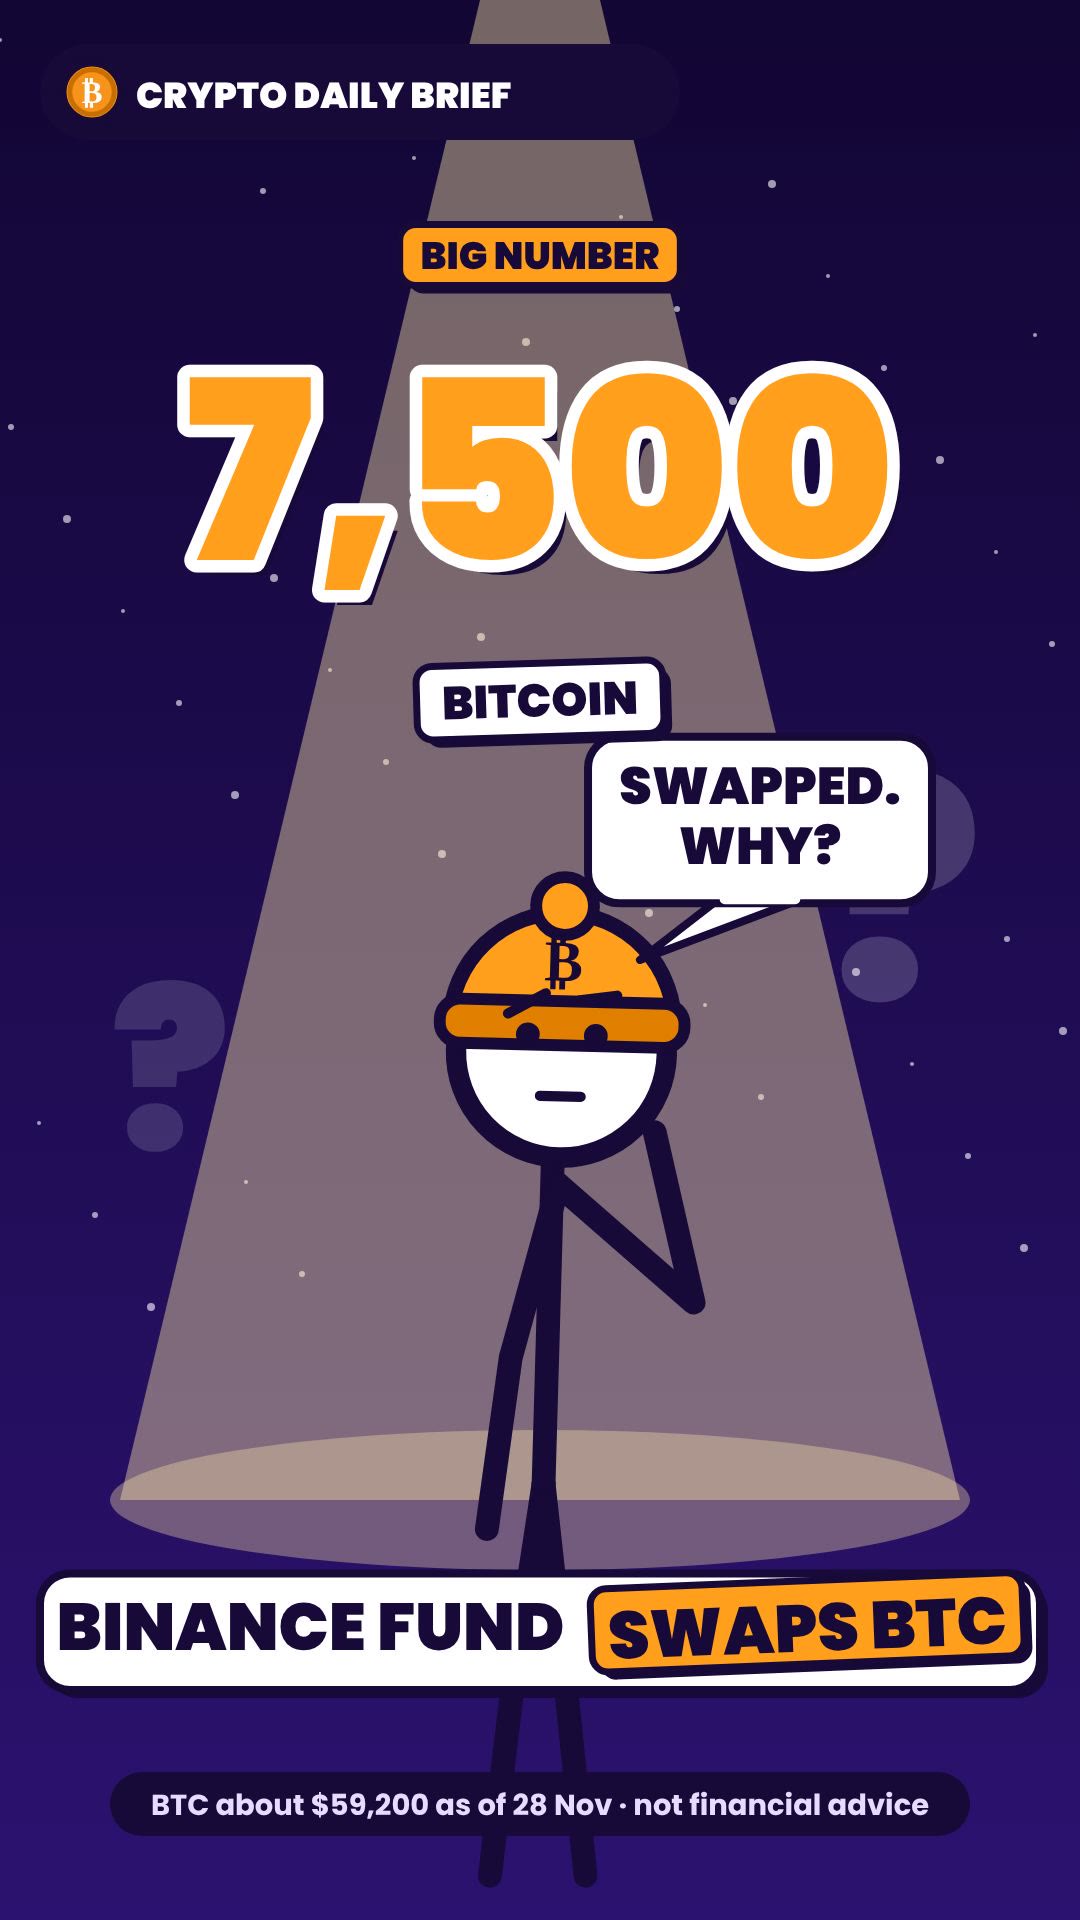 CRYPTO DAILY BRIEF
BIG NUMBER
7,500
BITCOIN
SWAPPED.
WHY?
?
?
₿
BINANCE FUND SWAPS BTC
BTC about $59,200 as of 28 Nov · not financial advice